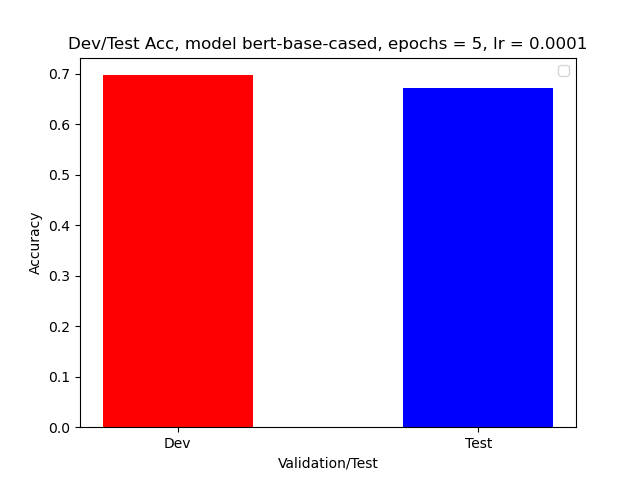 Dev/Test Acc, model bert-base-cased, epochs = 5, lr = 0.0001
0.7
0.6
0.5
0.4
0.3
0.2
0.1
0.0
Accuracy
Dev
Test
Validation/Test